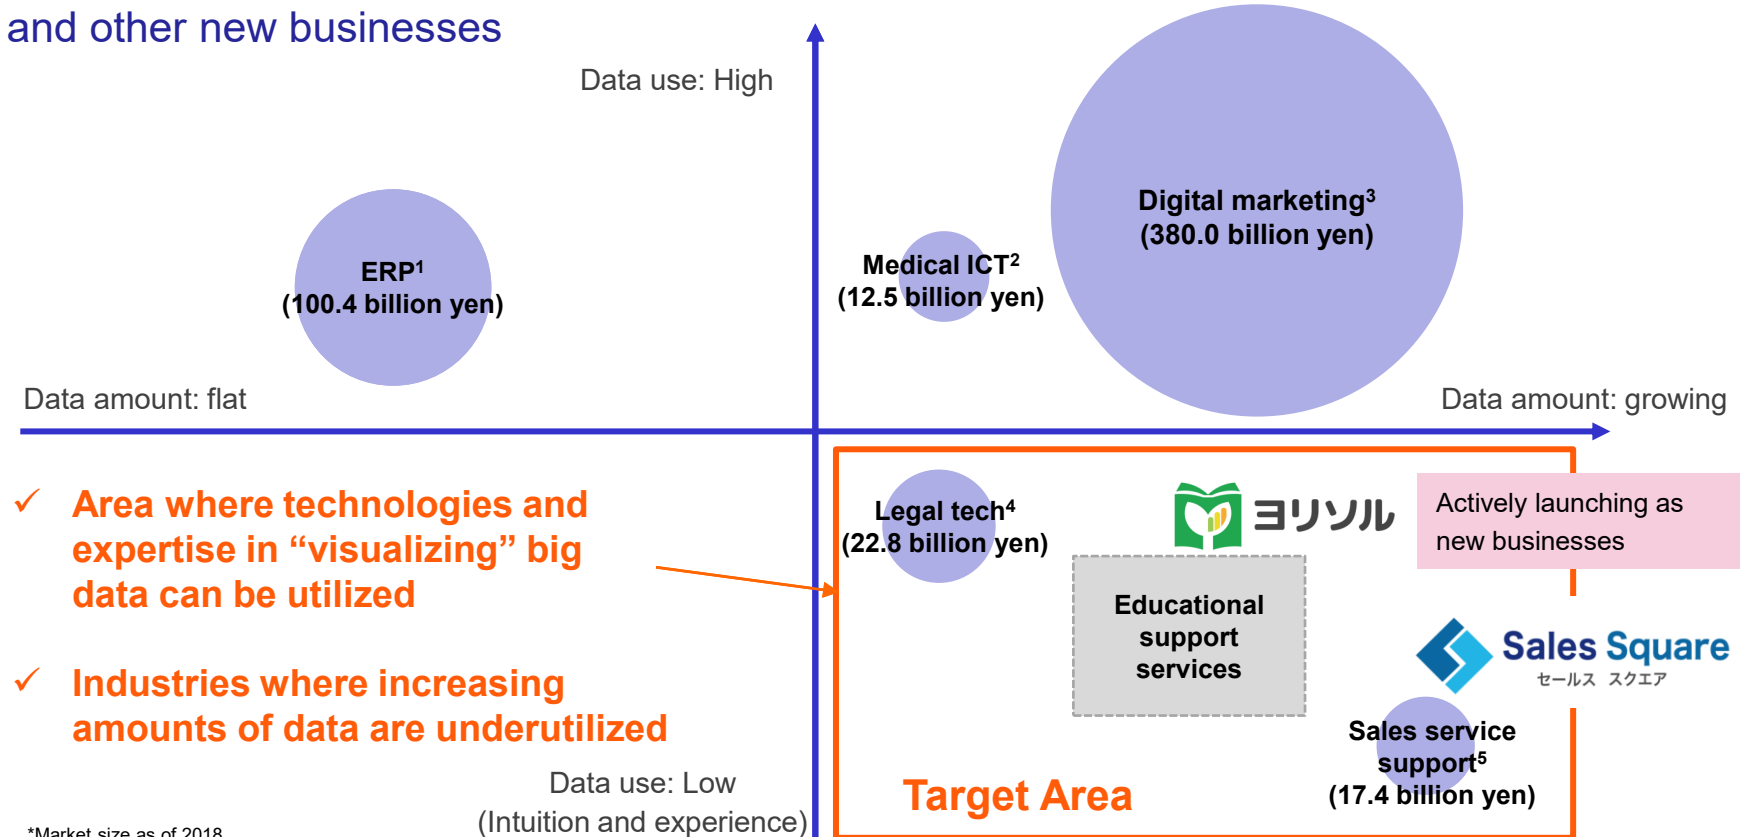 and other new businesses
Data use: High
Digital marketing³
(380.0 billion yen)
ERP¹
(100.4 billion yen)
Medical ICT²
(12.5 billion yen)
Data amount: flat
Data amount: growing
✓ Area where technologies and
expertise in “visualizing” big
data can be utilized
✓ Industries where increasing
amounts of data are underutilized
Legal tech⁴
(22.8 billion yen)
ヨリソル
Actively launching as
new businesses
Educational
support
services
Sales Square
セールス スクエア
Sales service
support⁵
(17.4 billion yen)
Target Area
Data use: Low
(Intuition and experience)
*Market size as of 2018